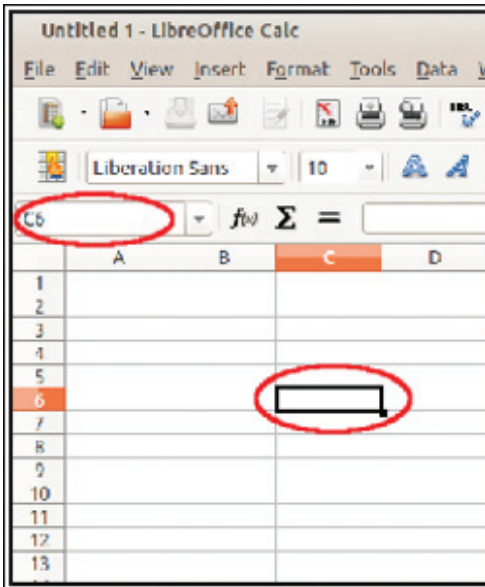 Untitled 1 - LibreOffice Calc
File Edit View Insert Format Tools Data
Liberation Sans 10
C6 f(x) Σ =
A B C D
1
2
3
4
5
6
7
8
9
10
11
12
13